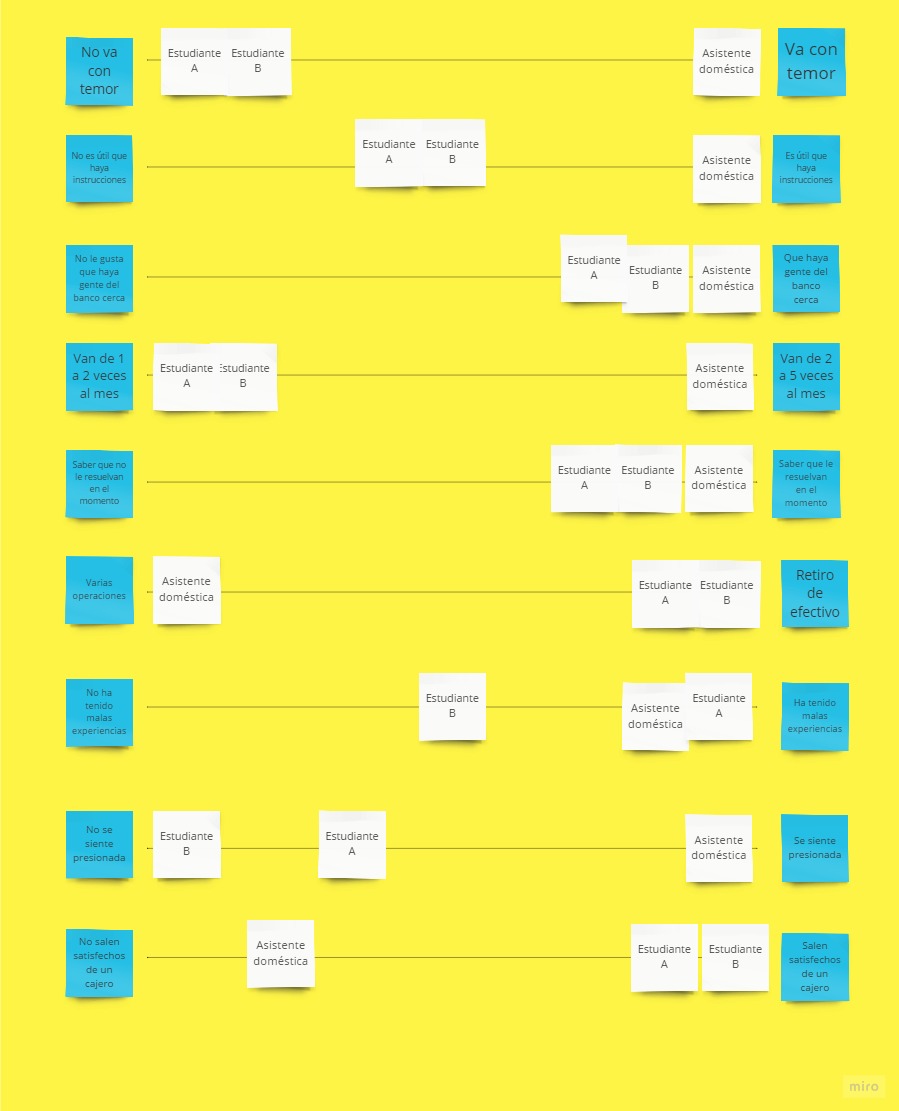 No va
con
temor
Estudiante
A
Estudiante
B
Asistente
doméstica
Va con
temor
No es útil que
haya
instrucciones
Estudiante
A
Estudiante
B
Asistente
doméstica
Es útil que
haya
instrucciones
No le gusta
que haya
gente del
banco cerca
Estudiante
A
Estudiante
B
Asistente
doméstica
Que haya
gente del
banco
cerca
Van de 1
a 2 veces
al mes
Estudiante
A
Estudiante
B
Asistente
doméstica
Van de 2
a 5 veces
al mes
Saber que no
le resuelvan
en el
momento
Estudiante
A
Estudiante
B
Asistente
doméstica
Saber que le
resuelvan
en el
momento
Varias
operaciones
Asistente
doméstica
Estudiante
A
Estudiante
B
Retiro
de
efectivo
No ha
tenido
malas
experiencias
Estudiante
B
Asistente
doméstica
Estudiante
A
Ha tenido
malas
experiencias
No se
siente
presionada
Estudiante
B
Estudiante
A
Asistente
doméstica
Se siente
presionada
No salen
satisfechos
de un
cajero
Asistente
doméstica
Estudiante
A
Estudiante
B
Salen
satisfechos
de un
cajero
miro